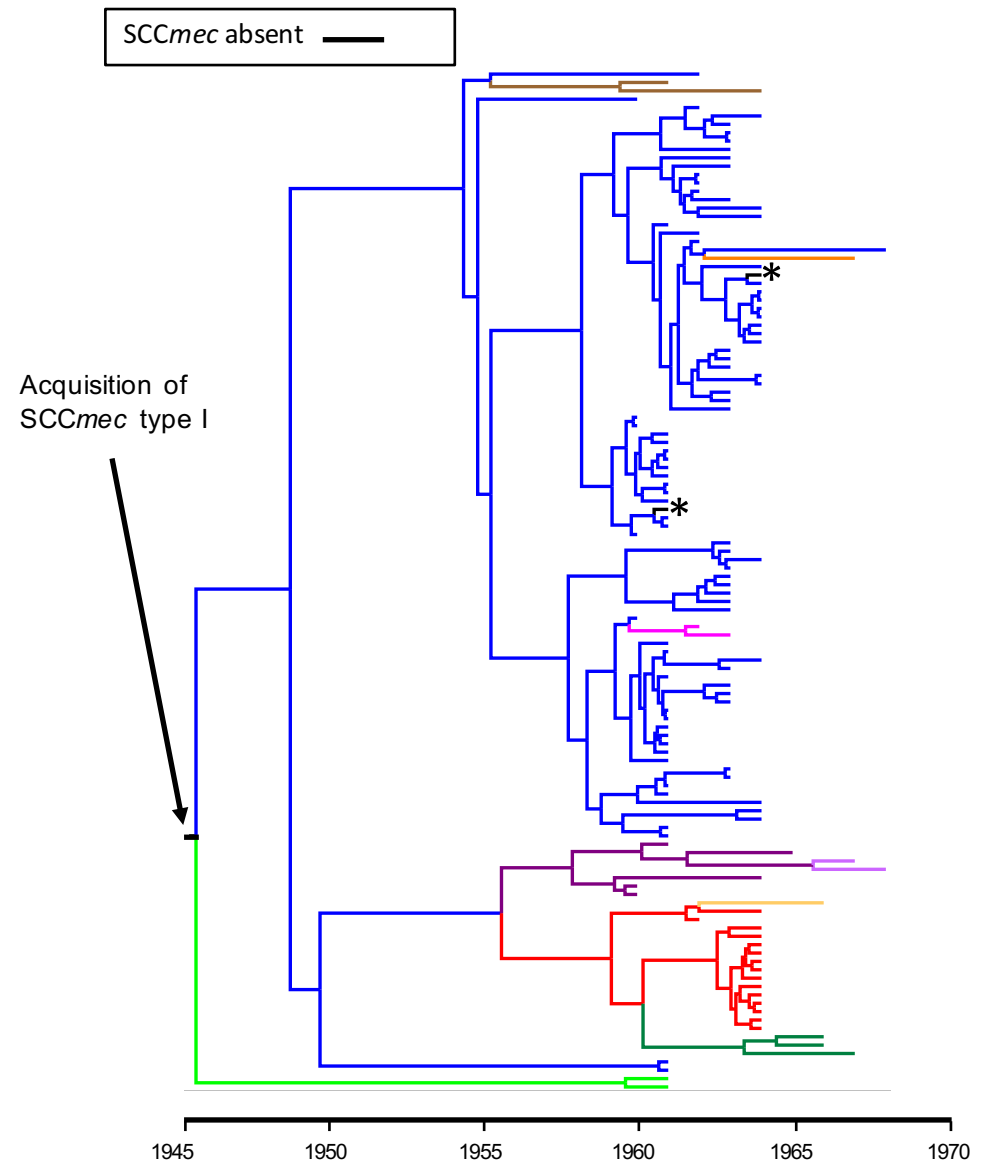 SCCmec absent
*
Acquisition of
SCCmec type I
*
1945 1950 1955 1960 1965 1970